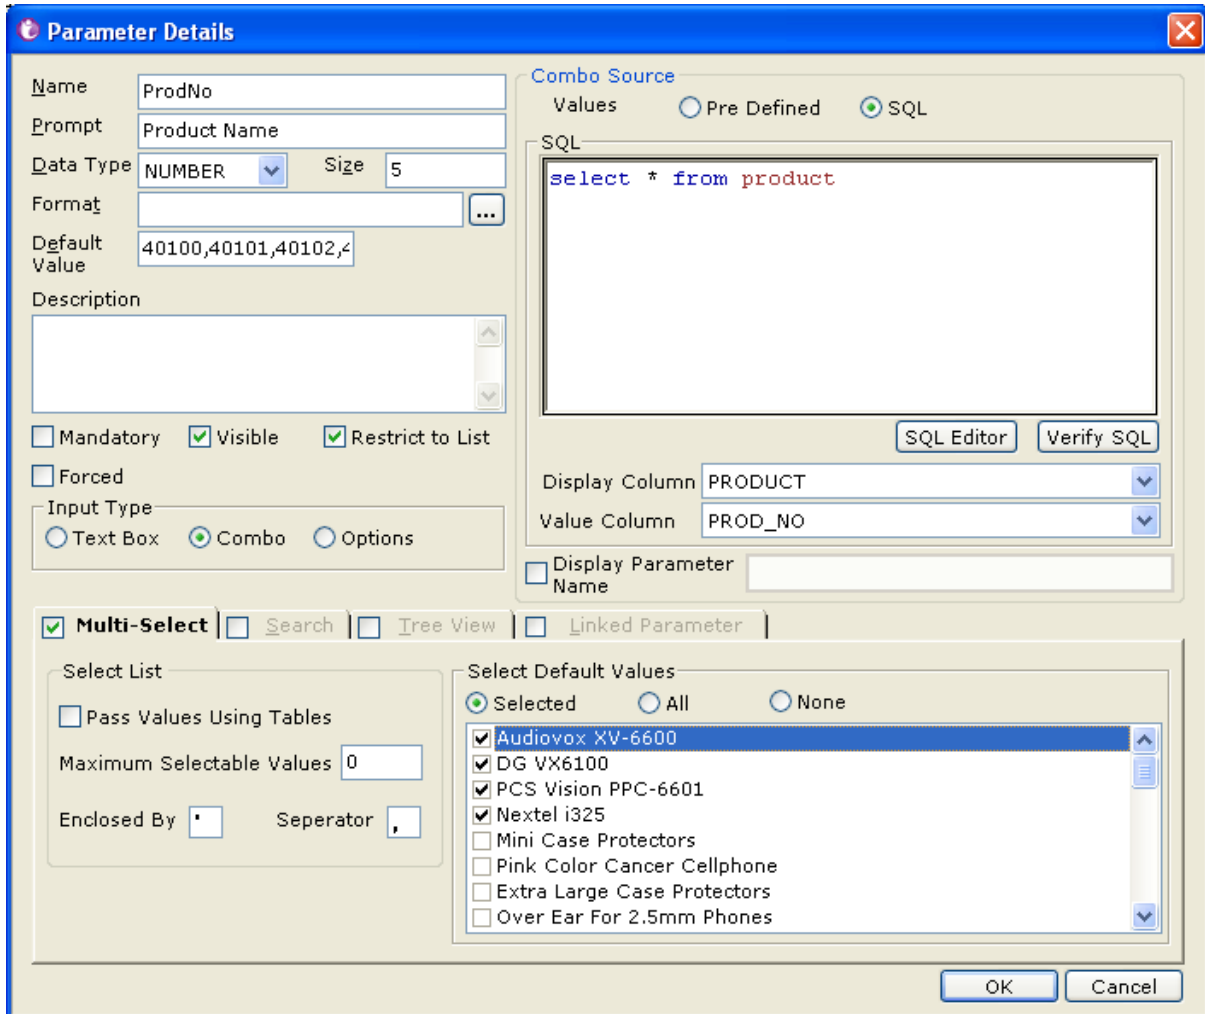 Parameter Details
Name ProdNo
Prompt Product Name
Data Type NUMBER Size 5
Format ...
Default Value 40100,40101,40102,4
Description
Mandatory Visible Restrict to List
Forced
Input Type
Text Box Combo Options
Combo Source
Values Pre Defined SQL
SQL
select * from product
SQL Editor Verify SQL
Display Column PRODUCT
Value Column PROD_NO
Display Parameter
Name
Multi-Select Search Tree View Linked Parameter
Select List
Pass Values Using Tables
Maximum Selectable Values 0
Enclosed By ' Seperator ,
Select Default Values
Selected All None
Audiovox XV-6600
DG VX6100
PCS Vision PPC-6601
Nextel i325
Mini Case Protectors
Pink Color Cancer Cellphone
Extra Large Case Protectors
Over Ear For 2.5mm Phones
OK Cancel